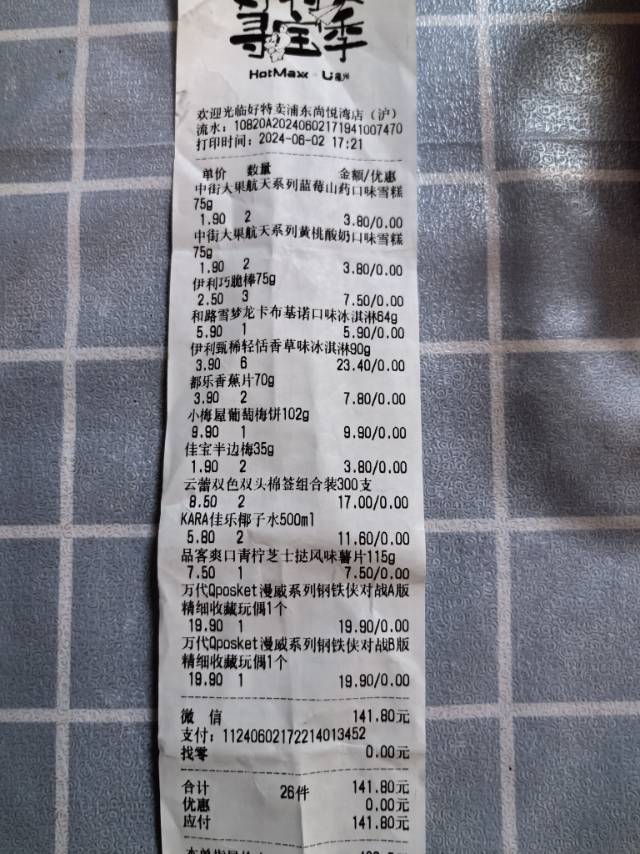 寻宝季
HotMaxx
欢迎光临好特卖浦东尚悦湾店（沪）
流水：10820A20240602171941007470
打印时间：2024-06-02 17:21
单价 数量 金额/优惠
中街大果航天系列蓝莓山药口味雪糕
75g
1.90 2 3.80/0.00
中街大果航天系列黄桃酸奶口味雪糕
75g
1.90 2 3.80/0.00
伊利巧脆棒75g
2.50 3 7.50/0.00
和路雪梦龙卡布基诺口味冰淇淋64g
5.90 1 5.90/0.00
伊利甄稀轻恬香草味冰淇淋90g
3.90 6 23.40/0.00
都乐香蕉片70g
3.90 2 7.80/0.00
小梅屋葡萄梅饼102g
9.90 1 9.90/0.00
佳宝半边梅35g
1.90 2 3.80/0.00
云蕾双色双头棉签组合装300支
8.50 2 17.00/0.00
KARA佳乐椰子水500ml
5.80 2 11.60/0.00
品客爽口青柠芝士挞风味薯片115g
7.50 1 7.50/0.00
万代Qposket漫威系列钢铁侠对战A版
精细收藏玩偶1个
19.90 1 19.90/0.00
万代Qposket漫威系列钢铁侠对战B版
精细收藏玩偶1个
19.90 1 19.90/0.00
微 信 141.80元
支付：11240602172214013452
找零 0.00元
合计 26件 141.80元
优惠 0.00元
应付 141.80元